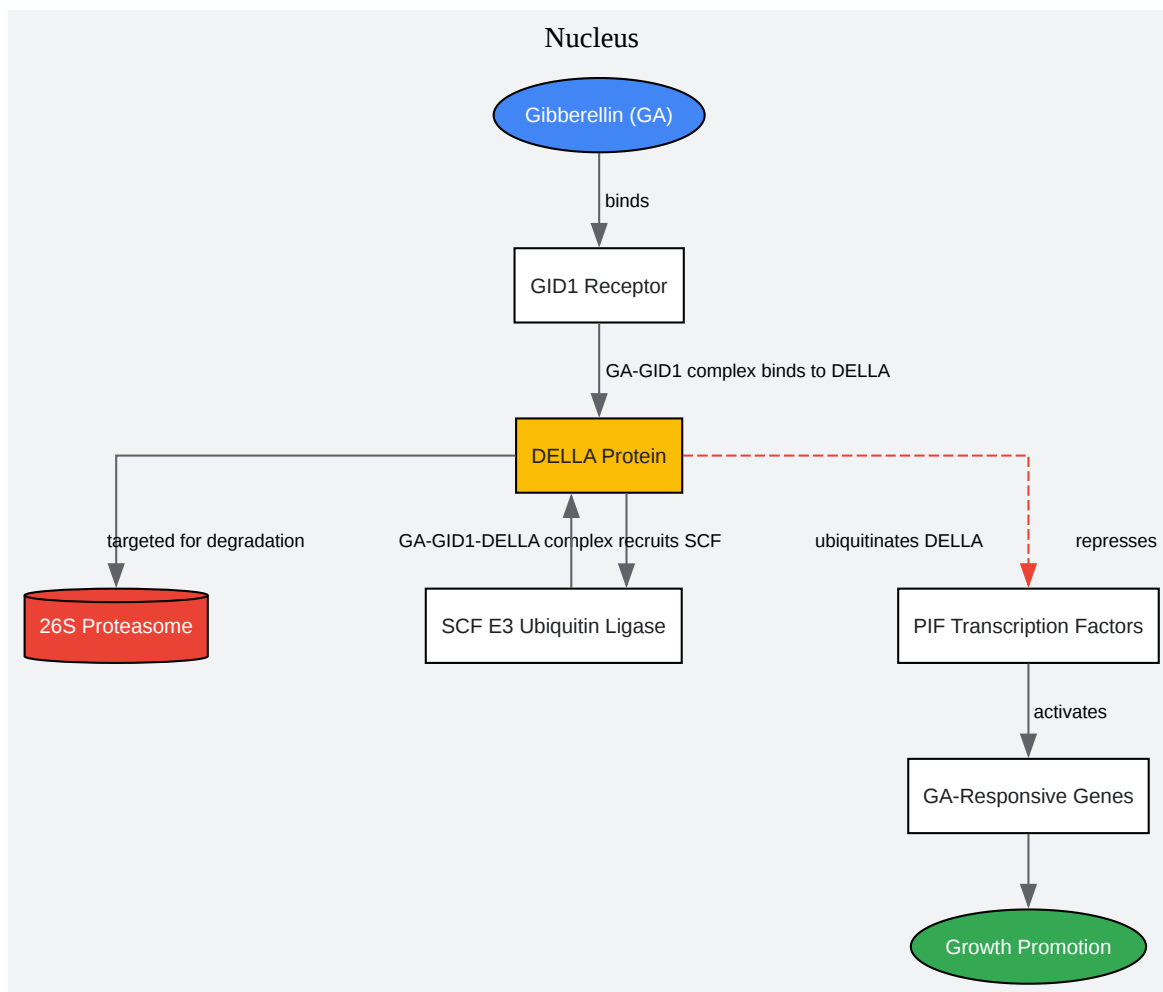 Nucleus
Gibberellin (GA)
binds
GID1 Receptor
GA-GID1 complex binds to DELLA
DELLA Protein
targeted for degradation
GA-GID1-DELLA complex recruits SCF
ubiquitinates DELLA
represses
26S Proteasome
SCF E3 Ubiquitin Ligase
PIF Transcription Factors
activates
GA-Responsive Genes
Growth Promotion